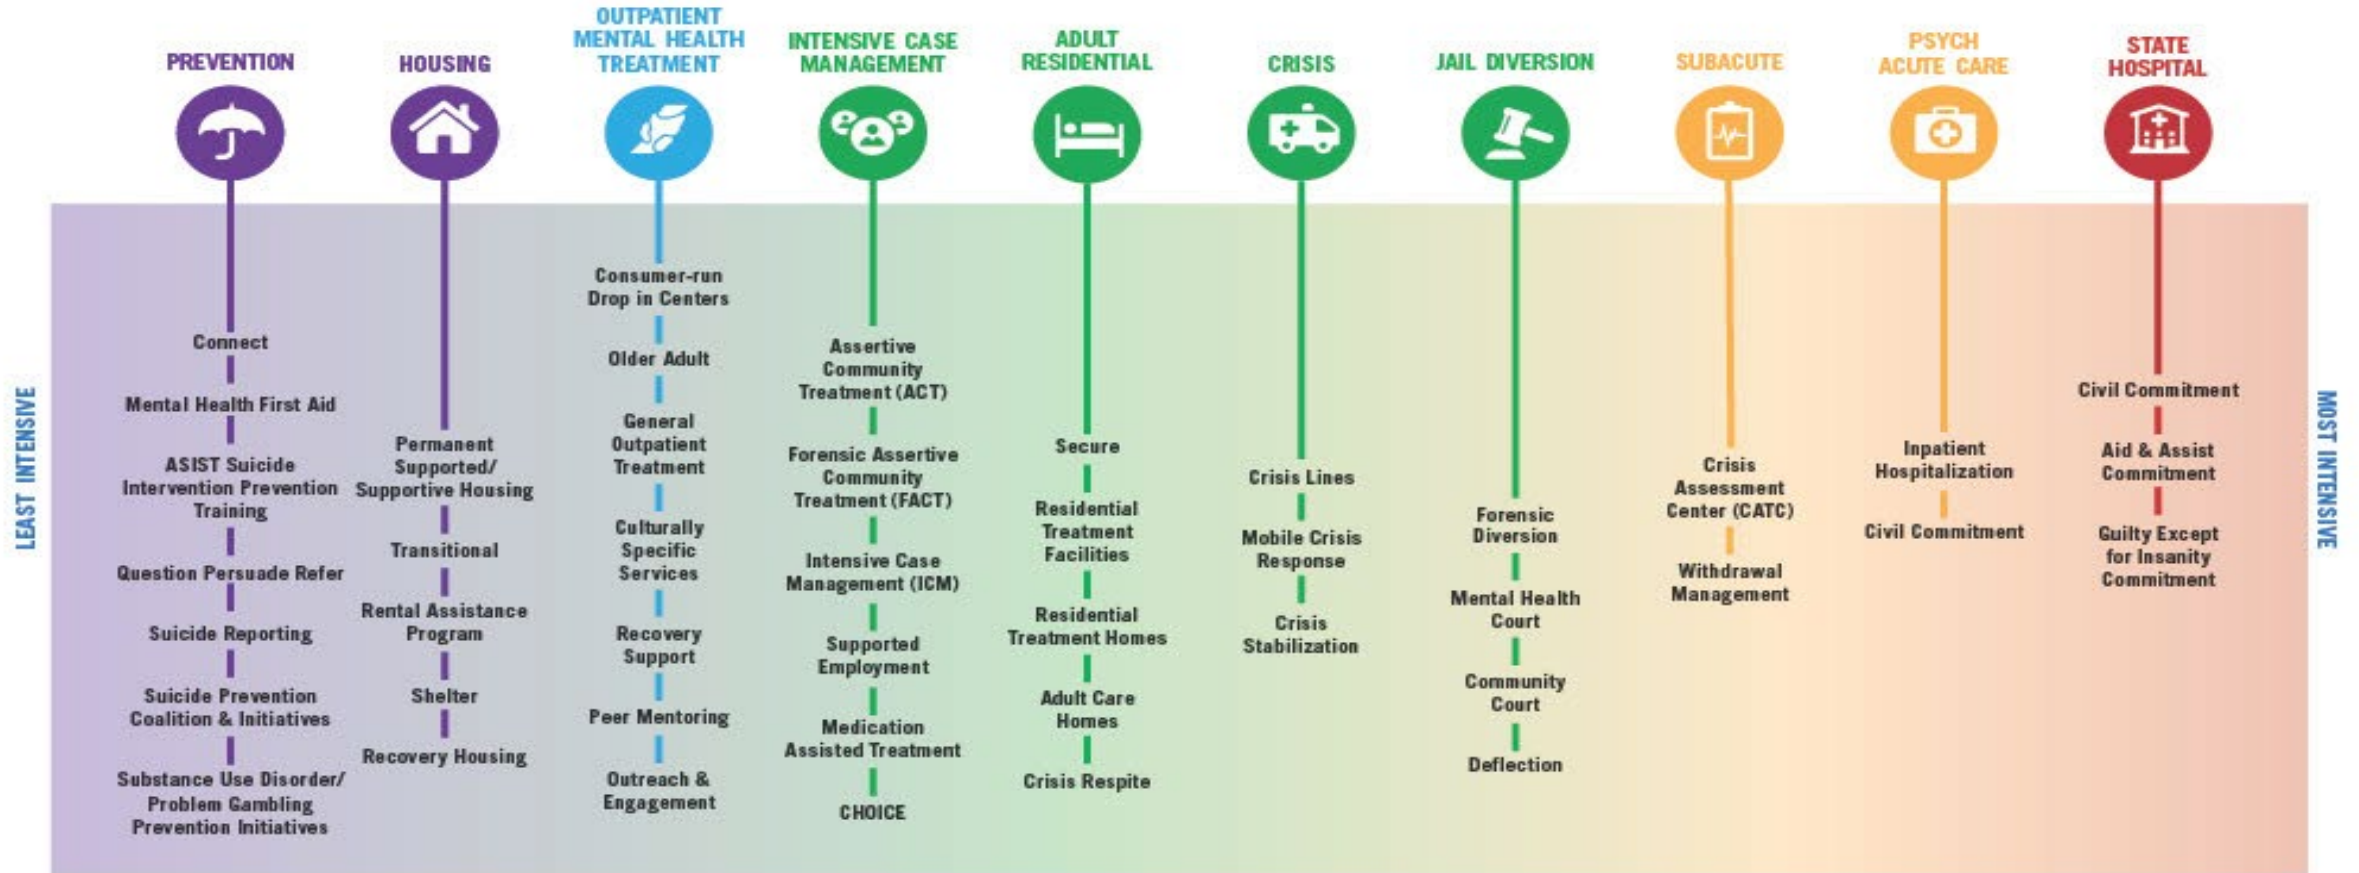 PREVENTION
Connect
Mental Health First Aid
ASIST Suicide
Intervention Prevention
Training
Question Persuade Refer
Suicide Reporting
Suicide Prevention
Coalition & Initiatives
Substance Use Disorder/
Problem Gambling
Prevention Initiatives
HOUSING
Permanent
Supported/
Supportive Housing
Transitional
Rental Assistance
Program
Shelter
Recovery Housing
OUTPATIENT
MENTAL HEALTH
TREATMENT
Consumer-run
Drop in Centers
Older Adult
General
Outpatient
Treatment
Culturally
Specific
Services
Recovery
Support
Peer Mentoring
Outreach &
Engagement
INTENSIVE CASE
MANAGEMENT
Assertive
Community
Treatment (ACT)
Forensic Assertive
Community
Treatment (FACT)
Intensive Case
Management (ICM)
Supported
Employment
Medication
Assisted Treatment
CHOICE
ADULT
RESIDENTIAL
Secure
Residential
Treatment
Facilities
Residential
Treatment Homes
Adult Care
Homes
Crisis Respite
CRISIS
Crisis Lines
Mobile Crisis
Response
Crisis
Stabilization
JAIL DIVERSION
Forensic
Diversion
Mental Health
Court
Community
Court
Deflection
SUBACUTE
Crisis
Assessment
Center (CATC)
Withdrawal
Management
PSYCH
ACUTE CARE
Inpatient
Hospitalization
Civil Commitment
STATE
HOSPITAL
Civil Commitment
Aid & Assist
Commitment
Guilty Except
for Insanity
Commitment
LEAST INTENSIVE
MOST INTENSIVE